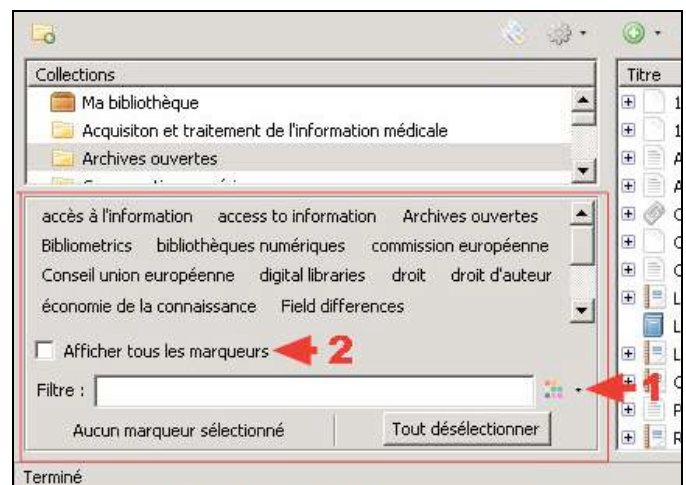 Collections
Titre
Ma bibliothèque
Acquisiton et traitement de l'information médicale
Archives ouvertes
accès à l'information access to information Archives ouvertes
Bibliometrics bibliothèques numériques commission européenne
Conseil union européenne digital libraries droit droit d'auteur
économie de la connaissance Field differences
Afficher tous les marqueurs 2
Filtre : 1
Aucun marqueur sélectionné Tout désélectionner
Terminé